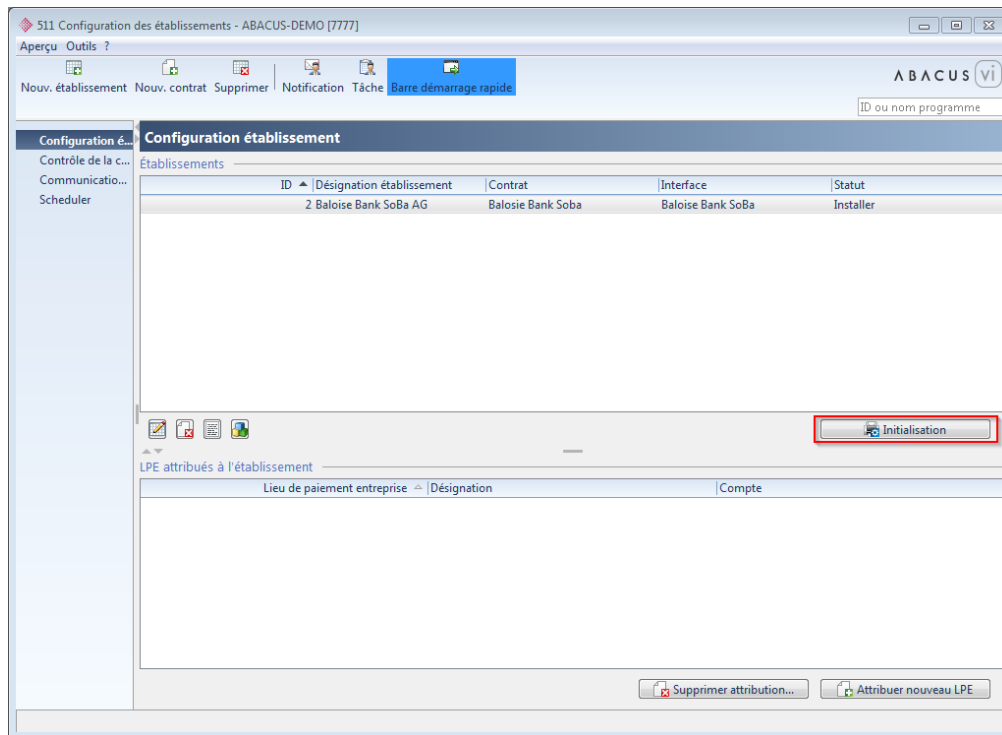 511 Configuration des établissements - ABACUS-DEMO [7777]
Aperçu Outils ?
Nouv. établissement Nouv. contrat Supprimer Notification Tâche Barre démarrage rapide
ABACUS vi
ID ou nom programme
Configuration é...
Contrôle de la c...
Communicatio...
Scheduler
Configuration établissement
Établissements
ID Désignation établissement Contrat Interface Statut
2 Baloise Bank SoBa AG Balosie Bank Soba Baloise Bank SoBa Installer
Initialisation
LPE attribués à l'établissement
Lieu de paiement entreprise Désignation Compte
Supprimer attribution... Attribuer nouveau LPE